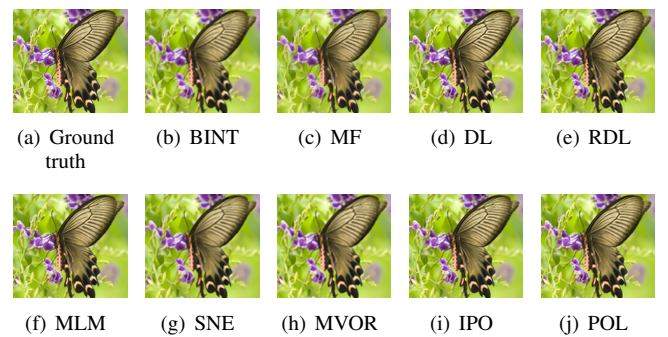 (a) Ground truth
(b) BINT
(c) MF
(d) DL
(e) RDL
(f) MLM
(g) SNE
(h) MVOR
(i) IPO
(j) POL